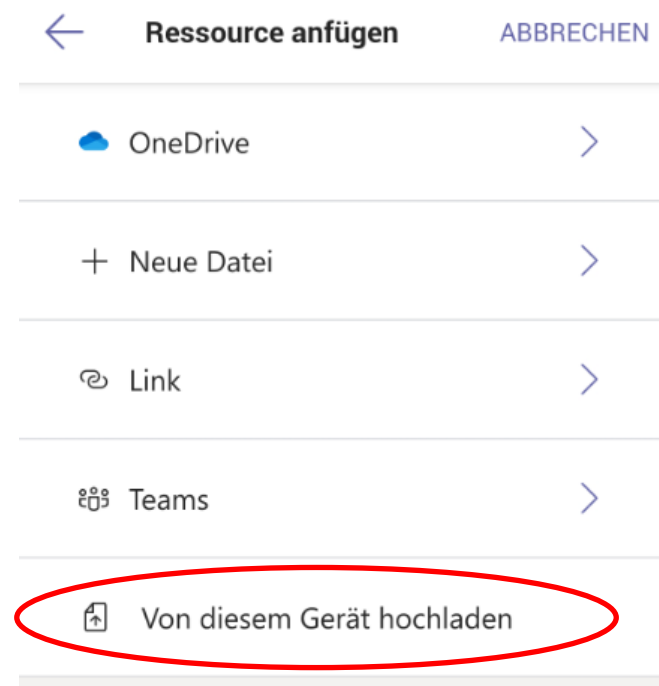 Ressource anfügen ABBRECHEN
OneDrive
Neue Datei
Link
Teams
Von diesem Gerät hochladen